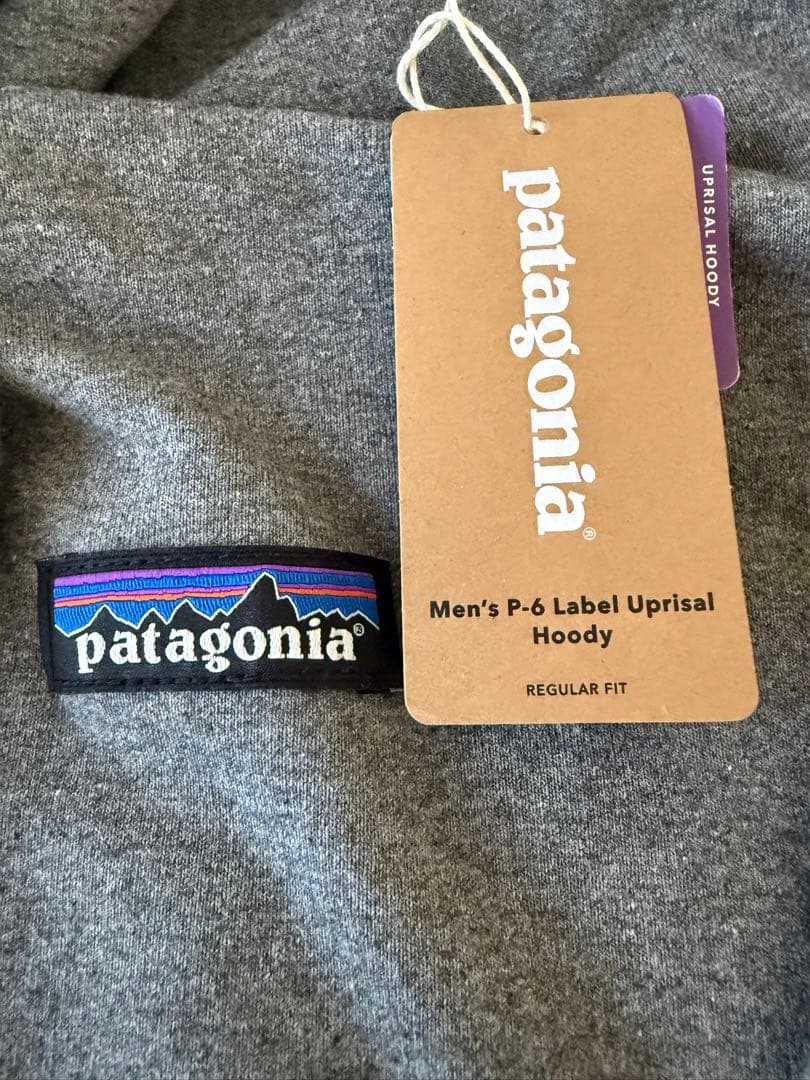 patagonia®
UPRISAL HOODY
Men's P-6 Label Uprisal
Hoody
REGULAR FIT
patagonia®